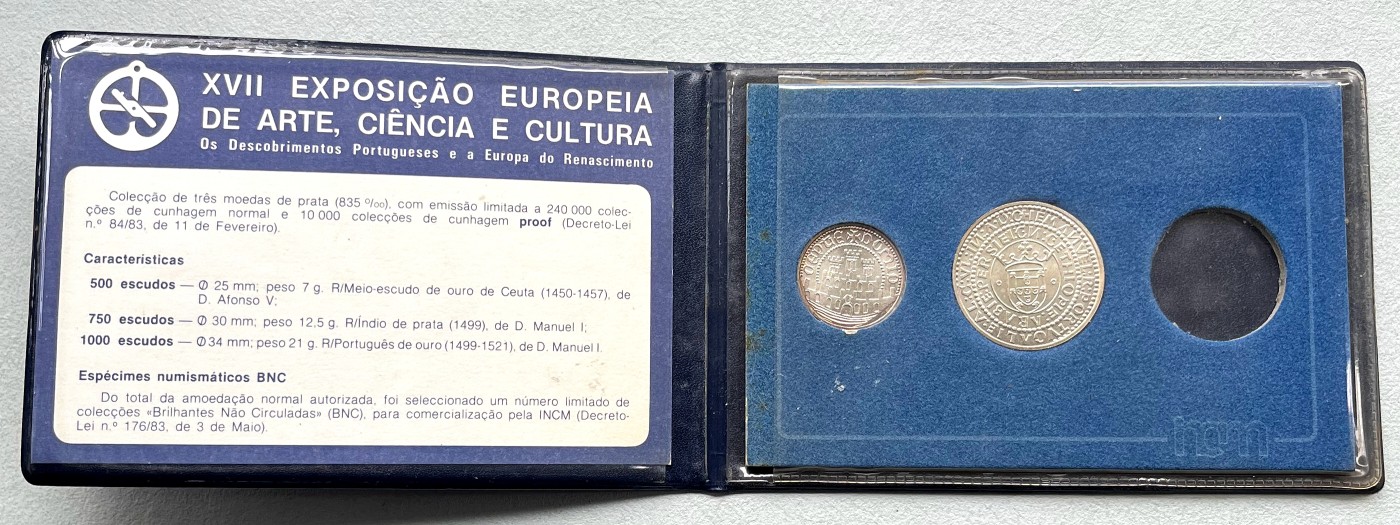 XVII EXPOSIÇÃO EUROPEIA
DE ARTE, CIÊNCIA E CULTURA
Os Descobrimentos Portugueses e a Europa do Renascimento
Colecção de três moedas de prata (835 º/oo), com emissão limitada a 240 000 colec-
ções de cunhagem normal e 10 000 colecções de cunhagem proof (Decreto-Lei
n.º 84/83, de 11 de Fevereiro).
Características
500 escudos — Ø 25 mm; peso 7 g. R/Meio-escudo de ouro de Ceuta (1450-1457), de
D. Afonso V;
750 escudos — Ø 30 mm; peso 12,5 g. R/Índio de prata (1499), de D. Manuel I;
1000 escudos — Ø 34 mm; peso 21 g. R/Português de ouro (1499-1521), de D. Manuel I.
Espécimes numismáticos BNC
Do total da amoedação normal autorizada, foi seleccionado um número limitado de
colecções «Brilhantes Não Circuladas» (BNC), para comercialização pela INCM (Decreto-
Lei n.º 176/83, de 3 de Maio).